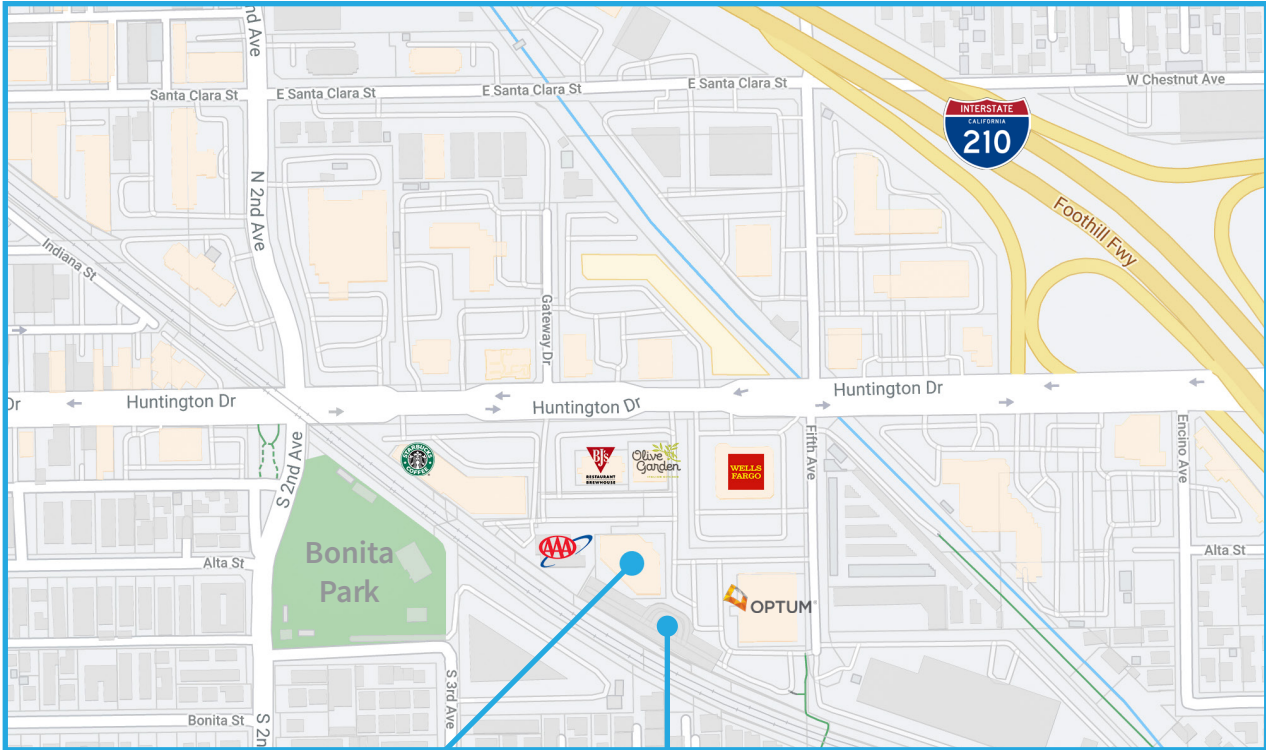 nd Ave
Santa Clara St
E Santa Clara St
E Santa Clara St
E Santa Clara St
W Chestnut Ave
INTERSTATE
CALIFORNIA
210
N 2nd Ave
Foothill Fwy
Indiana St
Gateway Dr
Dr
Huntington Dr
Huntington Dr
Huntington Dr
S 2nd Ave
STARBUCKS
COFFEE
BJ's
RESTAURANT
BREWHOUSE
Olive
Garden
WELLS
FARGO
Fifth Ave
Encino Ave
Bonita
Park
AAA
Alta St
Alta St
OPTUM®
S 3rd Ave
Bonita St
S 2n